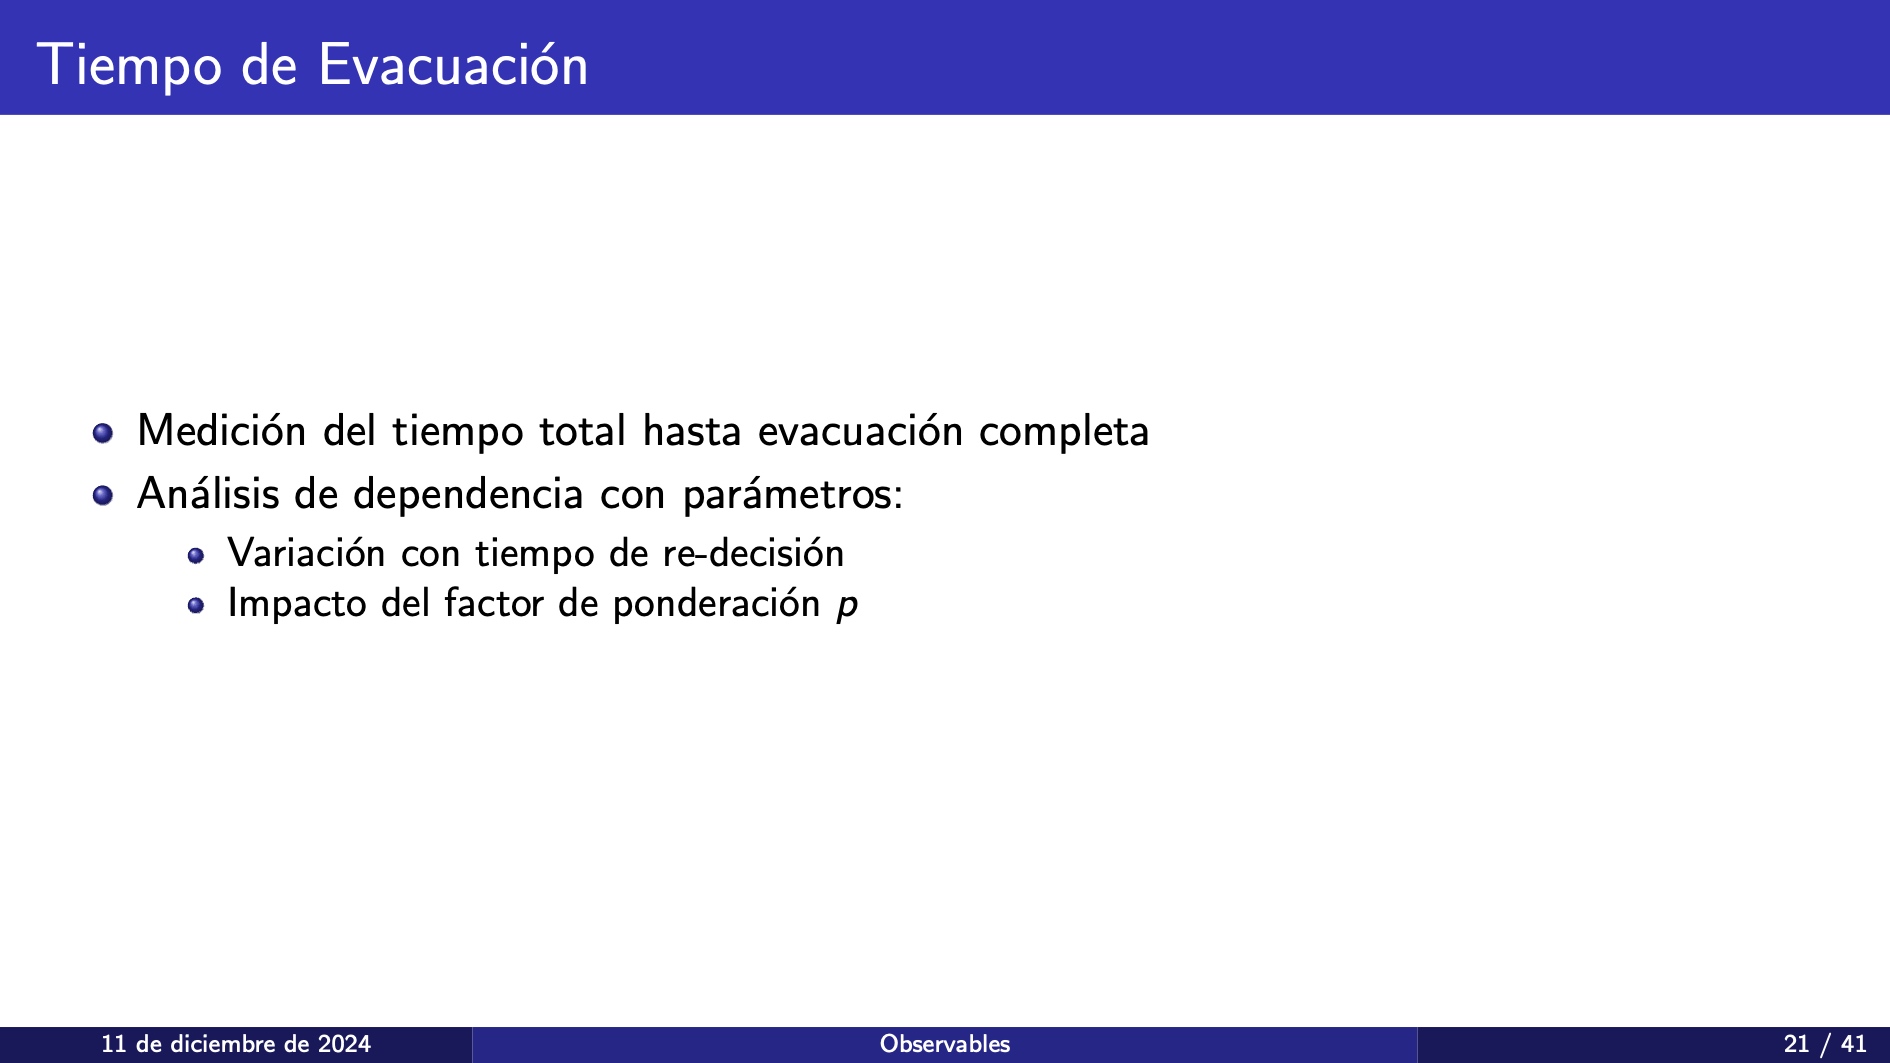 Tiempo de Evacuación
Medición del tiempo total hasta evacuación completa
Análisis de dependencia con parámetros:
Variación con tiempo de re-decisión
Impacto del factor de ponderación p
11 de diciembre de 2024
Observables
21 / 41